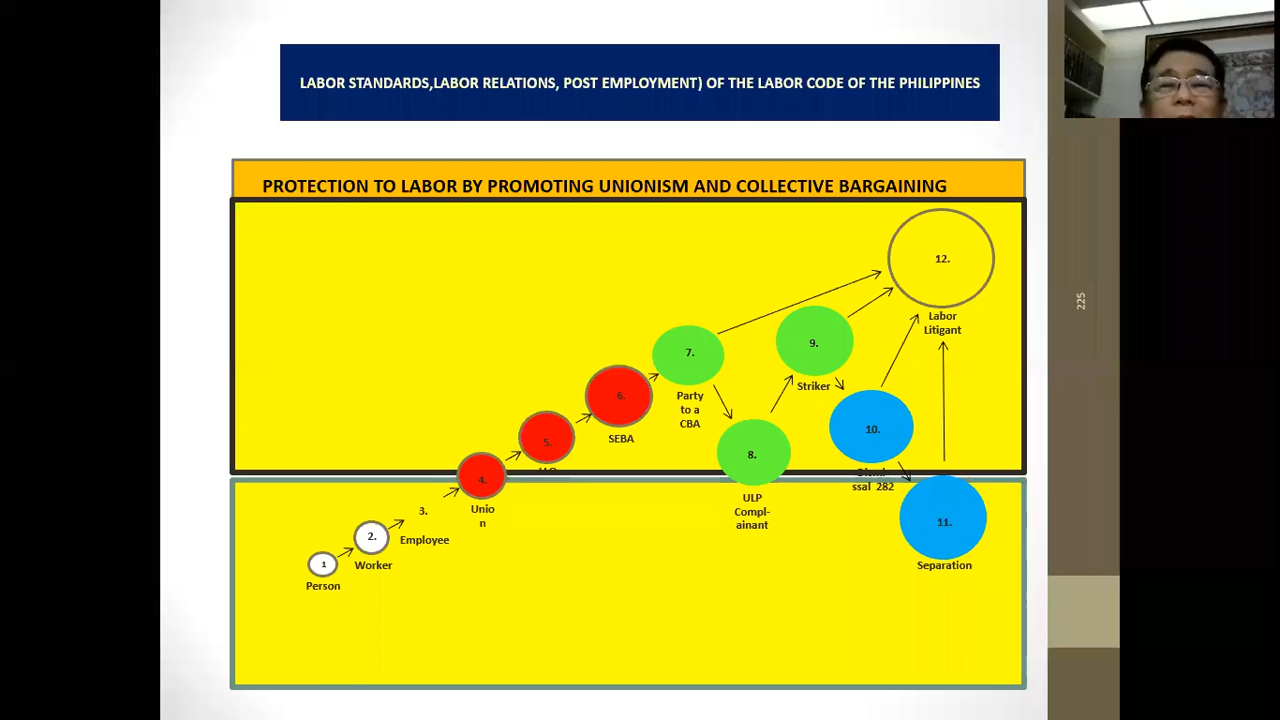 LABOR STANDARDS,LABOR RELATIONS, POST EMPLOYMENT) OF THE LABOR CODE OF THE PHILIPPINES
PROTECTION TO LABOR BY PROMOTING UNIONISM AND COLLECTIVE BARGAINING
12.
Labor
Litigant
225
9.
Striker
7.
Party
to a
CBA
6.
SEBA
10.
ssal 282
5.
8.
ULP
Compl-
ainant
4.
Unio
n
3.
Employee
11.
Separation
2.
Worker
1
Person